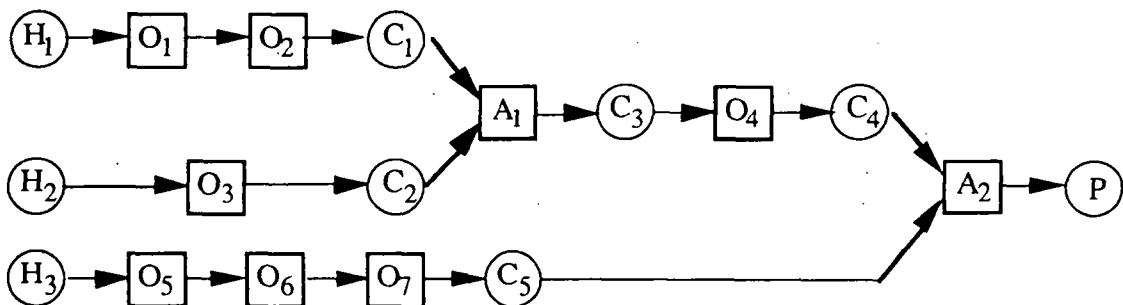 H₁ O₁ O₂ C₁
A₁ C₃ O₄ C₄
H₂ O₃ C₂ A₂ P
H₃ O₅ O₆ O₇ C₅